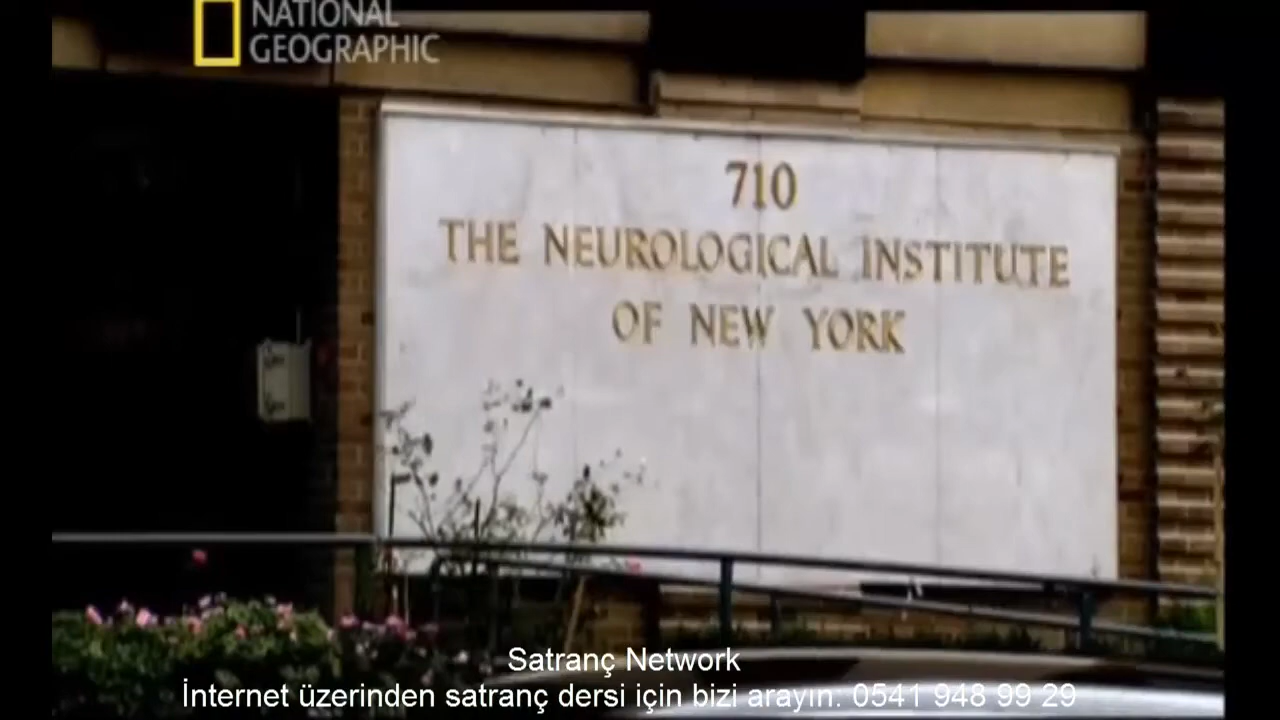 NATIONAL
GEOGRAPHIC
710
THE NEUROLOGICAL INSTITUTE
OF NEW YORK
Satranç Network
İnternet üzerinden satranç dersi için bizi arayın: 0541 948 99 29